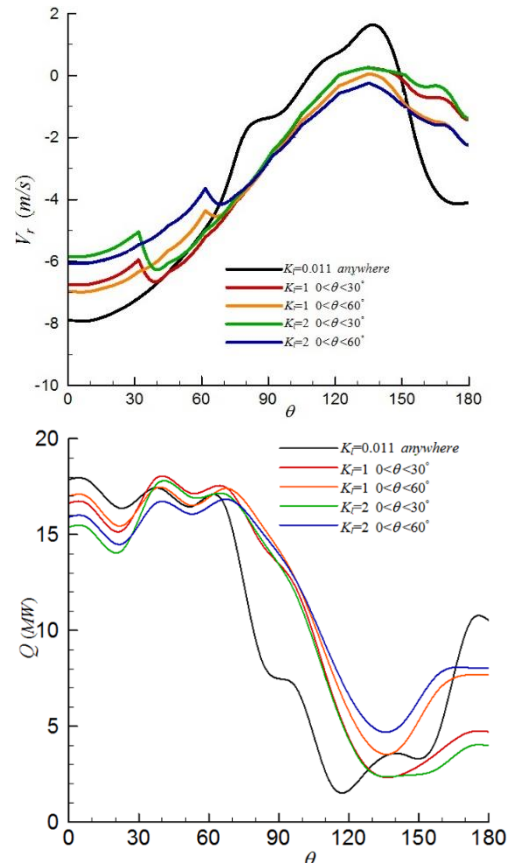 2
0
-2
-4
-6
-8
-10
V_r (m/s)
K_l=0.011 anywhere
K_l=1 0<θ<30°
K_l=1 0<θ<60°
K_l=2 0<θ<30°
K_l=2 0<θ<60°
0 30 60 90 120 150 180
θ
20
15
10
5
0
Q (MW)
K_l=0.011 anywhere
K_l=1 0<θ<30°
K_l=1 0<θ<60°
K_l=2 0<θ<30°
K_l=2 0<θ<60°
0 30 60 90 120 150 180
θ